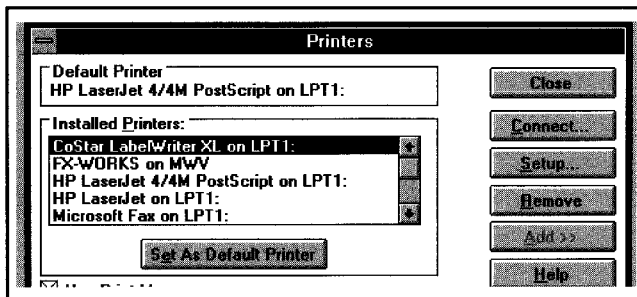 Printers
Default Printer
HP LaserJet 4/4M PostScript on LPT1:
Close
Installed Printers:
Connect...
CoStar LabelWriter XL on LPT1:
FX-WORKS on MWV
Setup...
HP LaserJet 4/4M PostScript on LPT1:
HP LaserJet on LPT1:
Remove
Microsoft Fax on LPT1:
Add >>
Set As Default Printer
Help